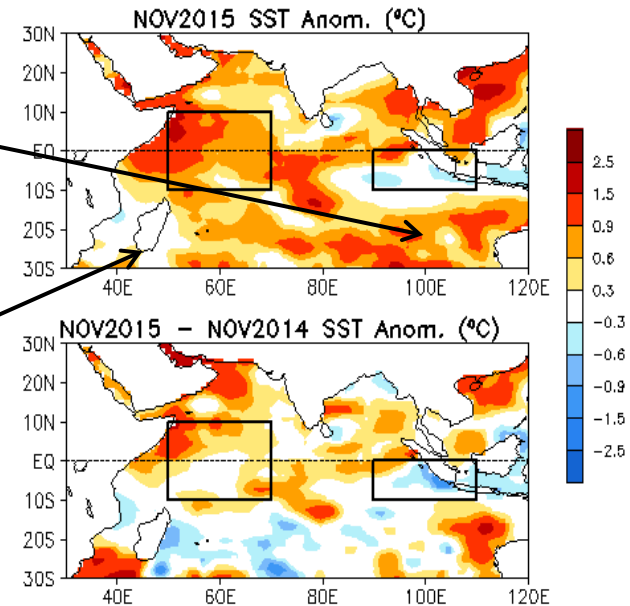 NOV2015 SST Anom. (°C)
30N
20N
10N
EQ
10S
20S
30S
40E 60E 80E 100E 120E
2.5
1.5
0.9
0.6
0.3
-0.3
-0.6
-0.9
-1.5
-2.5
NOV2015 – NOV2014 SST Anom. (°C)
30N
20N
10N
EQ
10S
20S
30S
40E 60E 80E 100E 120E